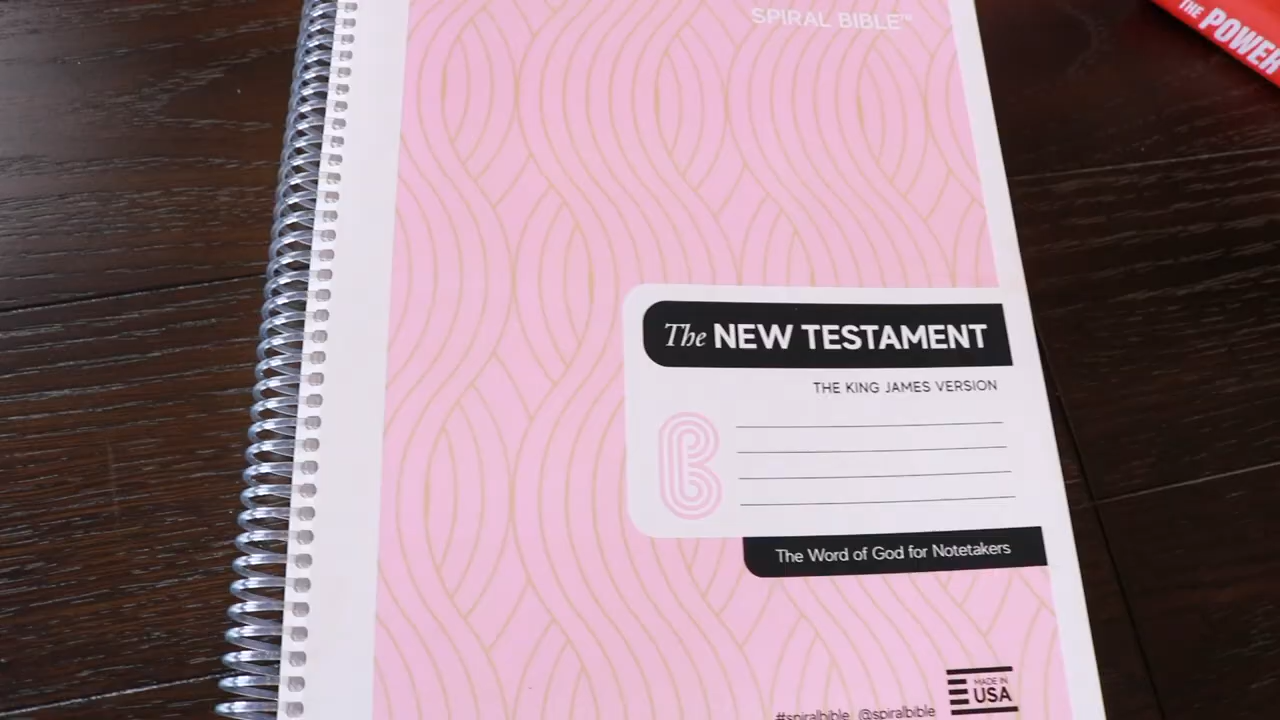 SPIRAL BIBLE™
THE POWER
The NEW TESTAMENT
THE KING JAMES VERSION
B
The Word of God for Notetakers
MADE IN
USA
#spiralbible @spiralbible